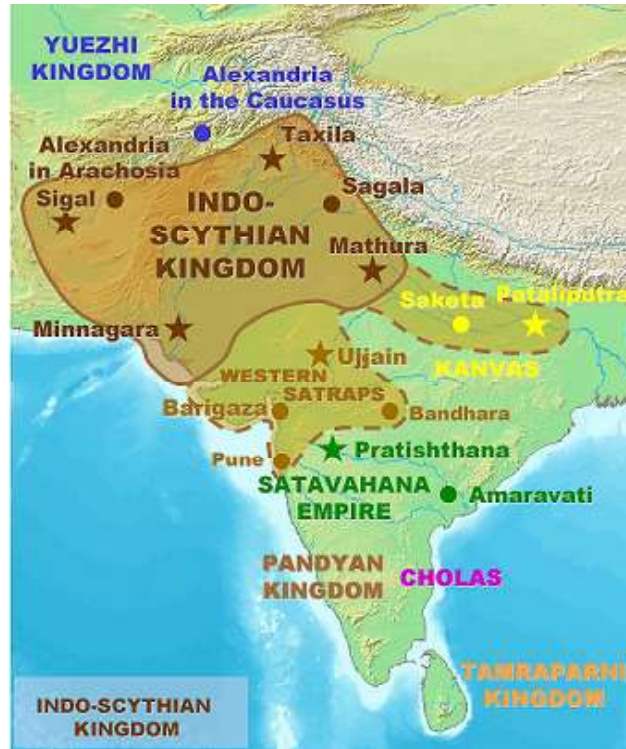 YUEZHI
KINGDOM
Alexandria
in the Caucasus
Taxila
Alexandria
in Arachosia
Sigal
Sagala
INDO-
SCYTHIAN
KINGDOM
Mathura
Minnagara
Saketa
Pataliputra
KANVAS
Ujjain
WESTERN
SATRAPS
Barigaza
Bandhara
Pune
Pratishthana
SATAVAHANA
EMPIRE
Amaravati
PANDYAN
KINGDOM
CHOLAS
TAMRAPARNI
KINGDOM
INDO-SCYTHIAN
KINGDOM